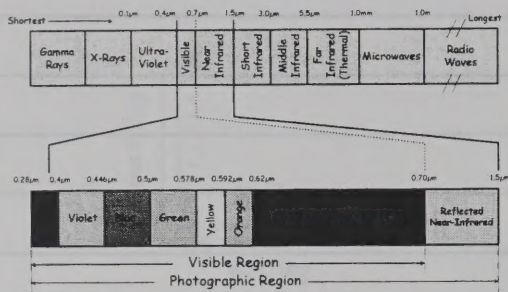 Shortest
0.1μm 0.4μm 0.7μm 1.5μm 3.0μm 5.5μm 1.0mm 1.0m
Longest
Gamma Rays
X-Rays
Ultra-Violet
Visible
Near Infrared
Short Infrared
Middle Infrared
Far Infrared (Thermal)
Microwaves
Radio Waves
0.28μm 0.4μm 0.446μm 0.5μm 0.578μm 0.592μm 0.62μm 0.70μm 1.5μm
Violet
Blue
Green
Yellow
Orange
Reflected Near-Infrared
Visible Region
Photographic Region